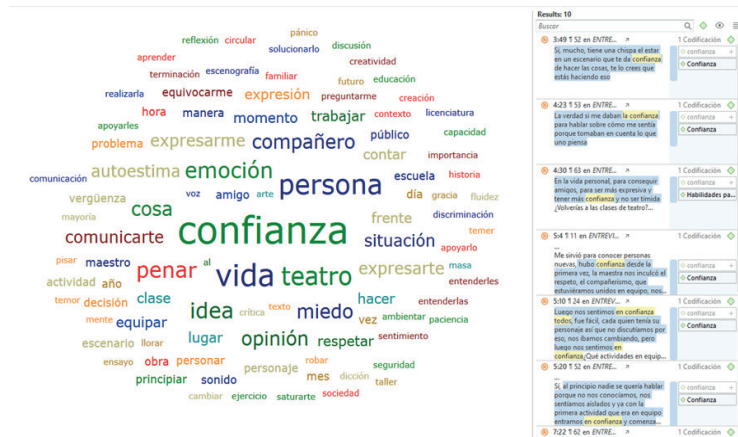 pánico
reflexión circular discusión
solucionarlo
aprender creatividad
terminación escenografía familiar futuro educación
realizarla equivocarme expresión preguntarme creación
hora manera momento trabajar contexto licenciatura
apoyarles
problema expresarme compañero público capacidad
contar importancia
autoestima emoción persona escuela historia
comunicación voz amigo arte día gracia fluidez
vergüenza
mayoría cosa confianza frente discriminación
temer
comunicarte situación apoyarlo
pisar maestro penar al vida teatro expresarte masa
entenderles
actividad año
temor decisión clase idea crítica texto miedo hacer entenderlas
mente equipar lugar opinión vez ambientar paciencia
respetar sentimiento
escenario llorar
ensayo obra personar personaje robar seguridad
mes dicción taller
principiar sonido
cambiar ejercicio saturarte sociedad
Results: 10
Buscar
3:49 ¶ 52 en ENTRE... 1 Codificación
Si, mucho, tiene una chispa el estar
en un escenario que te da confianza
de hacer las cosas, te lo crees que
estás haciendo eso
confianza
Confianza
4:23 ¶ 53 en ENTRE... 1 Codificación
La verdad si me daban la confianza
para hablar sobre cómo me sentía
porque tomaban en cuenta lo que
uno piensa
confianza
Confianza
4:30 ¶ 63 en ENTRE... 1 Codificación
En la vida personal, para conseguir
amigos, para ser más expresiva y
tener más confianza y no ser tímida
¿Volverías a las clases de teatro?...
confianza
Habilidades pa...
5:4 ¶ 11 en ENTREVI... 1 Codificación
...
Me sirvió para conocer personas
nuevas, hubo confianza desde la
primera vez, la maestra nos inculcó el
respeto, el compañerismo, que
estuviéramos unidos en equipo, nos...
confianza
Confianza
5:10 ¶ 24 en ENTREV... 1 Codificación
Luego nos sentimos en confianza
todos, fue fácil, cada quien tenía su
personaje así que no discutíamos por
eso, nos íbamos cambiando, pero
luego nos sentimos en
confianza¿Qué actividades en equip...
confianza
Confianza
5:20 ¶ 52 en ENTRE... 1 Codificación
...
Si, al principio nadie se quería hablar
porque no nos conocíamos, nos
sentíamos aislados y ya con la
primera actividad que era en equipo
entramos en confianza y comenza...
confianza
Confianza
7:22 ¶ 62 en ENTRE... 1 Codificación